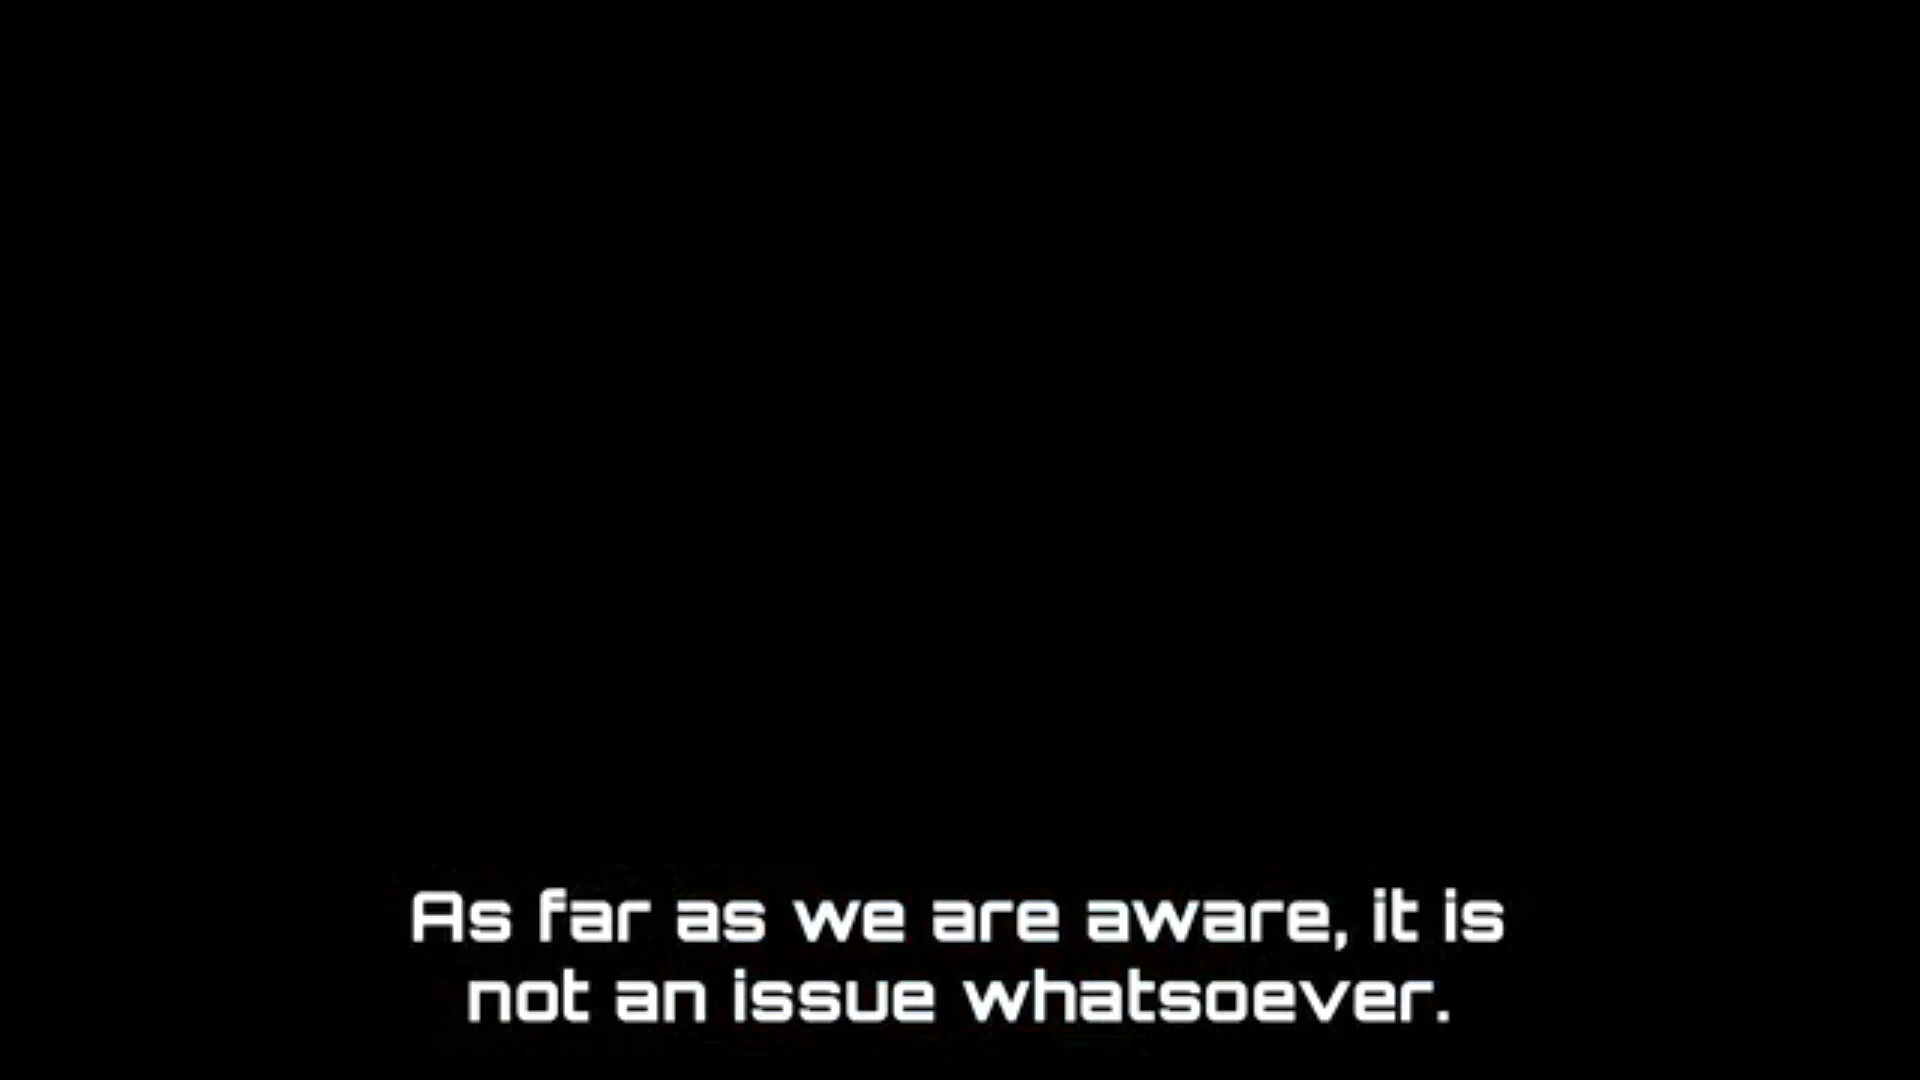 As far as we are aware, it is
not an issue whatsoever.